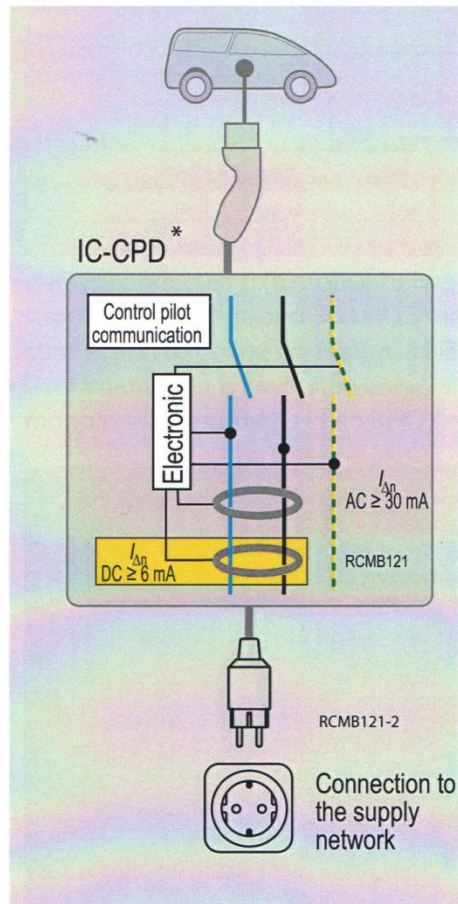 IC-CPD*
Control pilot
communication
Electronic
IΔn
AC ≥ 30 mA
IΔn
DC ≥ 6 mA
RCMB121
RCMB121-2
Connection to
the supply
network